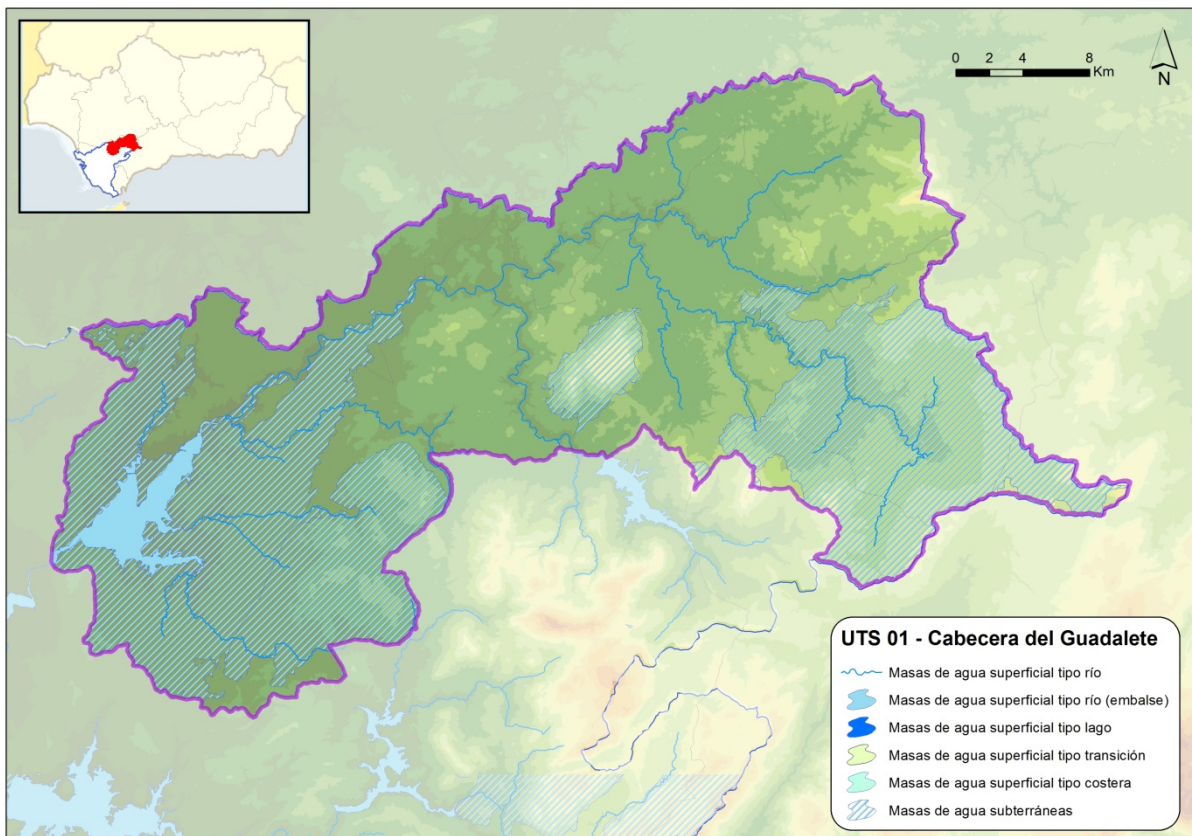 0 2 4 8
Km
N
UTS 01 - Cabecera del Guadalete
Masas de agua superficial tipo río
Masas de agua superficial tipo río (embalse)
Masas de agua superficial tipo lago
Masas de agua superficial tipo transición
Masas de agua superficial tipo costera
Masas de agua subterráneas